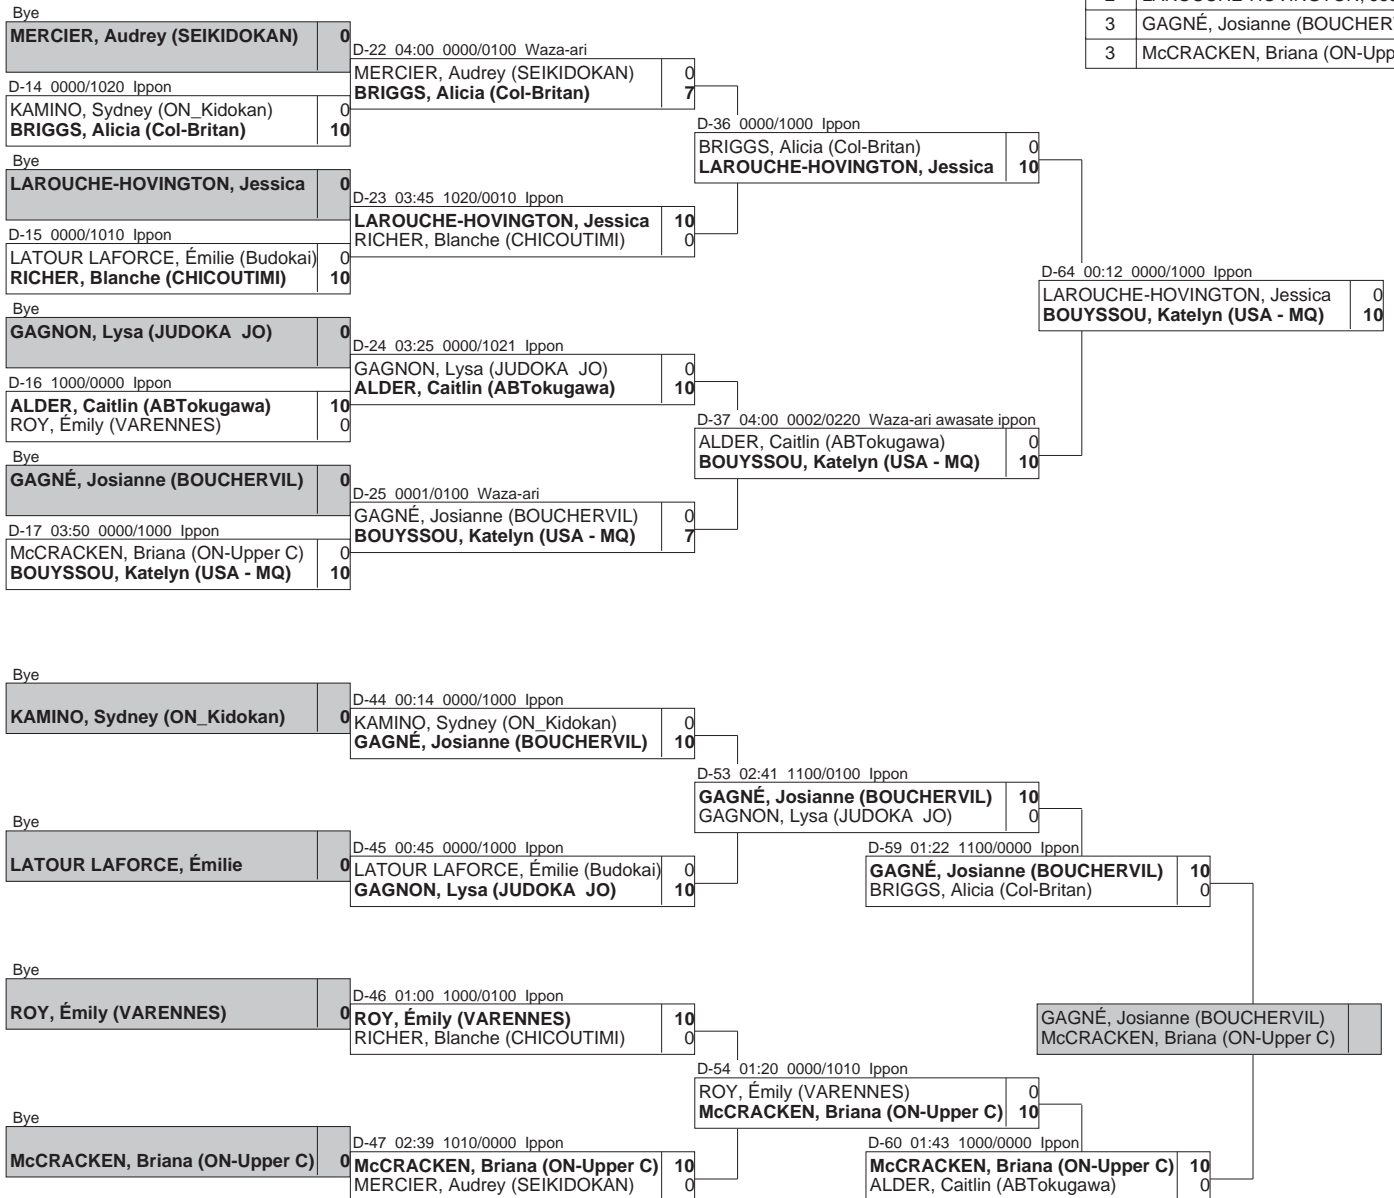 Bye
MERCIER, Audrey (SEIKIDOKAN) 0
D-14 0000/1020 Ippon
KAMINO, Sydney (ON_Kidokan) 0
BRIGGS, Alicia (Col-Britan) 10
Bye
LAROUCHE-HOVINGTON, Jessica 0
D-15 0000/1010 Ippon
LATOUR LAFORCE, Émilie (Budokai) 0
RICHER, Blanche (CHICOUTIMI) 10
Bye
GAGNON, Lysa (JUDOKA JO) 0
D-16 1000/0000 Ippon
ALDER, Caitlin (ABTokugawa) 10
ROY, Émily (VARENNES) 0
Bye
GAGNÉ, Josianne (BOUCHERVIL) 0
D-17 03:50 0000/1000 Ippon
McCRACKEN, Briana (ON-Upper C) 0
BOUYSSOU, Katelyn (USA - MQ) 10
D-22 04:00 0000/0100 Waza-ari
MERCIER, Audrey (SEIKIDOKAN) 0
BRIGGS, Alicia (Col-Britan) 7
D-23 03:45 1020/0010 Ippon
LAROUCHE-HOVINGTON, Jessica 10
RICHER, Blanche (CHICOUTIMI) 0
D-24 03:25 0000/1021 Ippon
GAGNON, Lysa (JUDOKA JO) 0
ALDER, Caitlin (ABTokugawa) 10
D-25 0001/0100 Waza-ari
GAGNÉ, Josianne (BOUCHERVIL) 0
BOUYSSOU, Katelyn (USA - MQ) 7
D-36 0000/1000 Ippon
BRIGGS, Alicia (Col-Britan) 0
LAROUCHE-HOVINGTON, Jessica 10
D-37 04:00 0002/0220 Waza-ari awasate ippon
ALDER, Caitlin (ABTokugawa) 0
BOUYSSOU, Katelyn (USA - MQ) 10
D-64 00:12 0000/1000 Ippon
LAROUCHE-HOVINGTON, Jessica 0
BOUYSSOU, Katelyn (USA - MQ) 10
3 GAGNÉ, Josianne (BOUCHER
3 McCRACKEN, Briana (ON-Upp
Bye
KAMINO, Sydney (ON_Kidokan) 0
Bye
LATOUR LAFORCE, Émilie 0
Bye
ROY, Émily (VARENNES) 0
Bye
McCRACKEN, Briana (ON-Upper C) 0
D-44 00:14 0000/1000 Ippon
KAMINO, Sydney (ON_Kidokan) 0
GAGNÉ, Josianne (BOUCHERVIL) 10
D-45 00:45 0000/1000 Ippon
LATOUR LAFORCE, Émilie (Budokai) 0
GAGNON, Lysa (JUDOKA JO) 10
D-46 01:00 1000/0100 Ippon
ROY, Émily (VARENNES) 10
RICHER, Blanche (CHICOUTIMI) 0
D-47 02:39 1010/0000 Ippon
McCRACKEN, Briana (ON-Upper C) 10
MERCIER, Audrey (SEIKIDOKAN) 0
D-53 02:41 1100/0100 Ippon
GAGNÉ, Josianne (BOUCHERVIL) 10
GAGNON, Lysa (JUDOKA JO) 0
D-54 01:20 0000/1010 Ippon
ROY, Émily (VARENNES) 0
McCRACKEN, Briana (ON-Upper C) 10
D-59 01:22 1100/0000 Ippon
GAGNÉ, Josianne (BOUCHERVIL) 10
BRIGGS, Alicia (Col-Britan) 0
D-60 01:43 1000/0000 Ippon
McCRACKEN, Briana (ON-Upper C) 10
ALDER, Caitlin (ABTokugawa) 0
GAGNÉ, Josianne (BOUCHERVIL)
McCRACKEN, Briana (ON-Upper C)